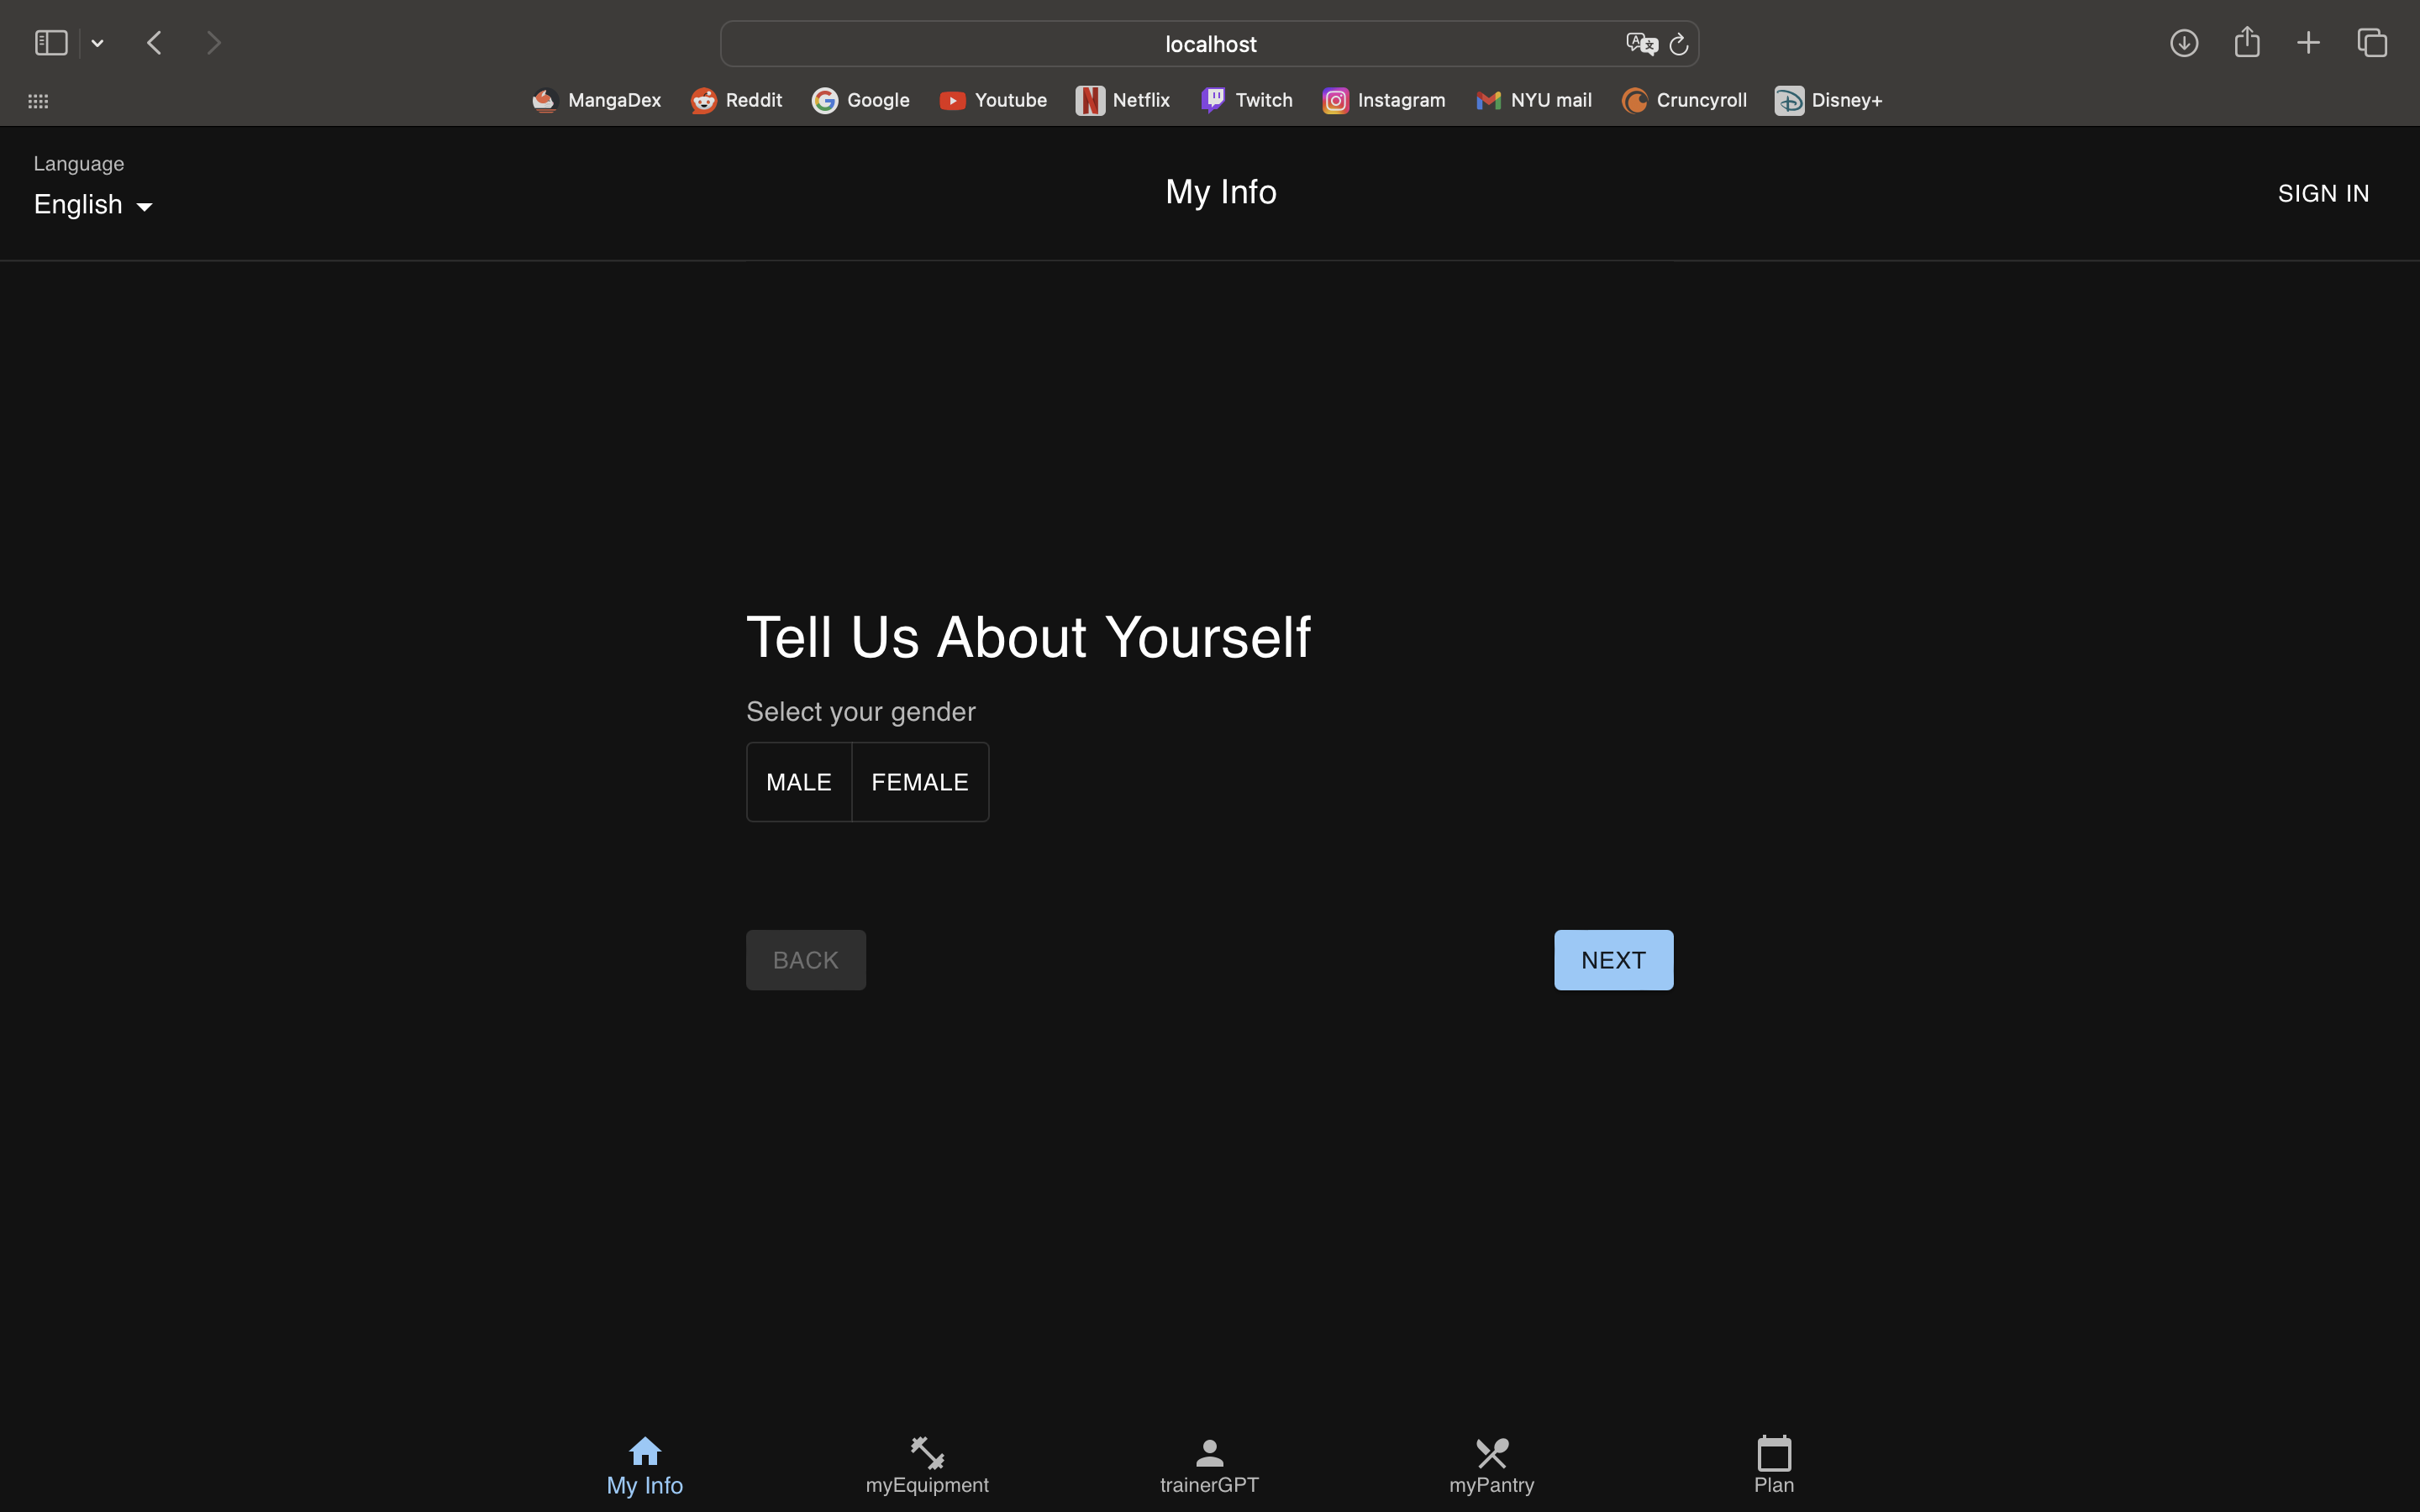 localhost
MangaDex Reddit Google Youtube Netflix Twitch Instagram NYU mail Cruncyroll Disney+
Language
English
My Info
SIGN IN
Tell Us About Yourself
Select your gender
MALE FEMALE
BACK NEXT
My Info myEquipment trainerGPT myPantry Plan